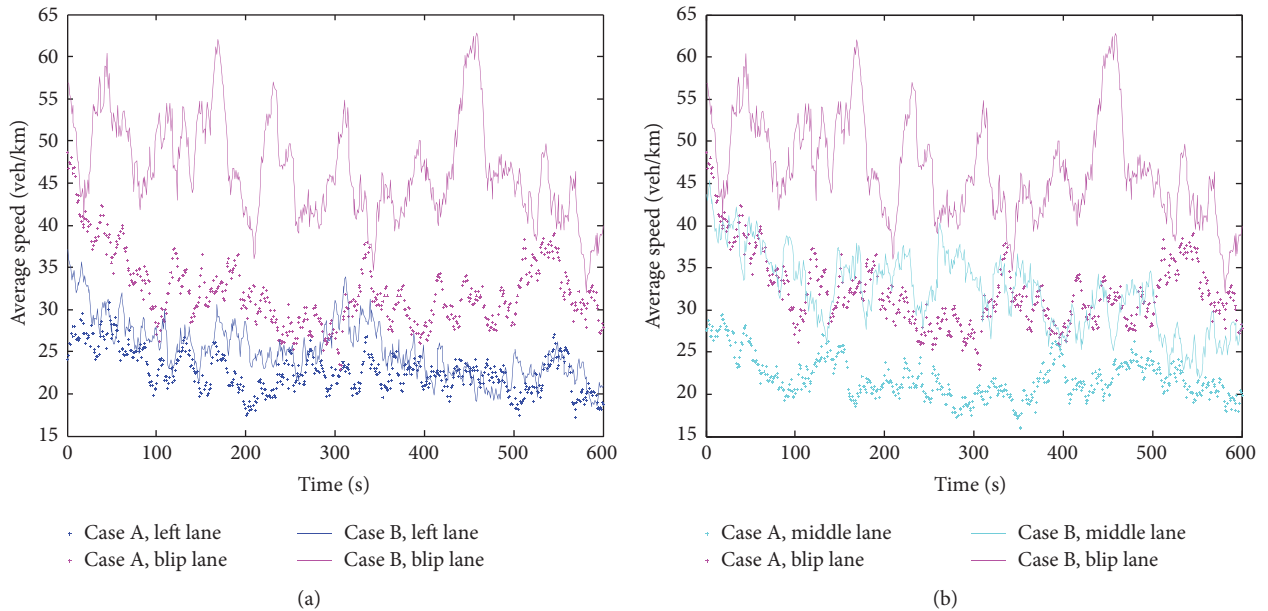 65
60
55
50
45
40
35
30
25
20
15
Average speed (veh/km)
0 100 200 300 400 500 600
Time (s)
Case A, left lane
Case B, left lane
Case A, blip lane
Case B, blip lane
(a)
65
60
55
50
45
40
35
30
25
20
15
Average speed (veh/km)
0 100 200 300 400 500 600
Time (s)
Case A, middle lane
Case B, middle lane
Case A, blip lane
Case B, blip lane
(b)